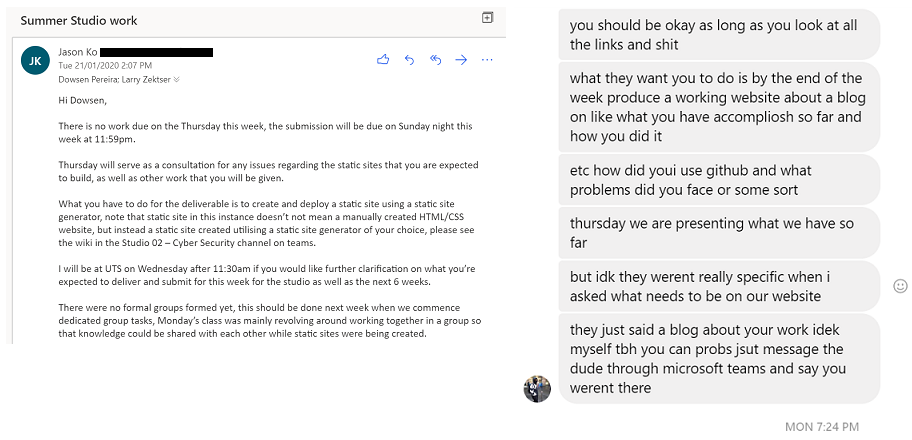 Summer Studio work
JK
Jason Ko
Tue 21/01/2020 2:07 PM
Dowsen Pereira; Larry Zektser
Hi Dowsen,
There is no work due on the Thursday this week, the submission will be due on Sunday night this
week at 11:59pm.
Thursday will serve as a consultation for any issues regarding the static sites that you are expected
to build, as well as other work that you will be given.
What you have to do for the deliverable is to create and deploy a static site using a static site
generator, note that static site in this instance doesn't not mean a manually created HTML/CSS
website, but instead a static site created utilising a static site generator of your choice, please see
the wiki in the Studio 02 – Cyber Security channel on teams.
I will be at UTS on Wednesday after 11:30am if you would like further clarification on what you're
expected to deliver and submit for this week for the studio as well as the next 6 weeks.
There were no formal groups formed yet, this should be done next week when we commence
dedicated group tasks, Monday's class was mainly revolving around working together in a group so
that knowledge could be shared with each other while static sites were being created.
you should be okay as long as you look at all
the links and shit
what they want you to do is by the end of the
week produce a working website about a blog
on like what you have accompliosh so far and
how you did it
etc how did youi use github and what
problems did you face or some sort
thursday we are presenting what we have so
far
but idk they werent really specific when i
asked what needs to be on our website
they just said a blog about your work idek
myself tbh you can probs jsut message the
dude through microsoft teams and say you
werent there
MON 7:24 PM